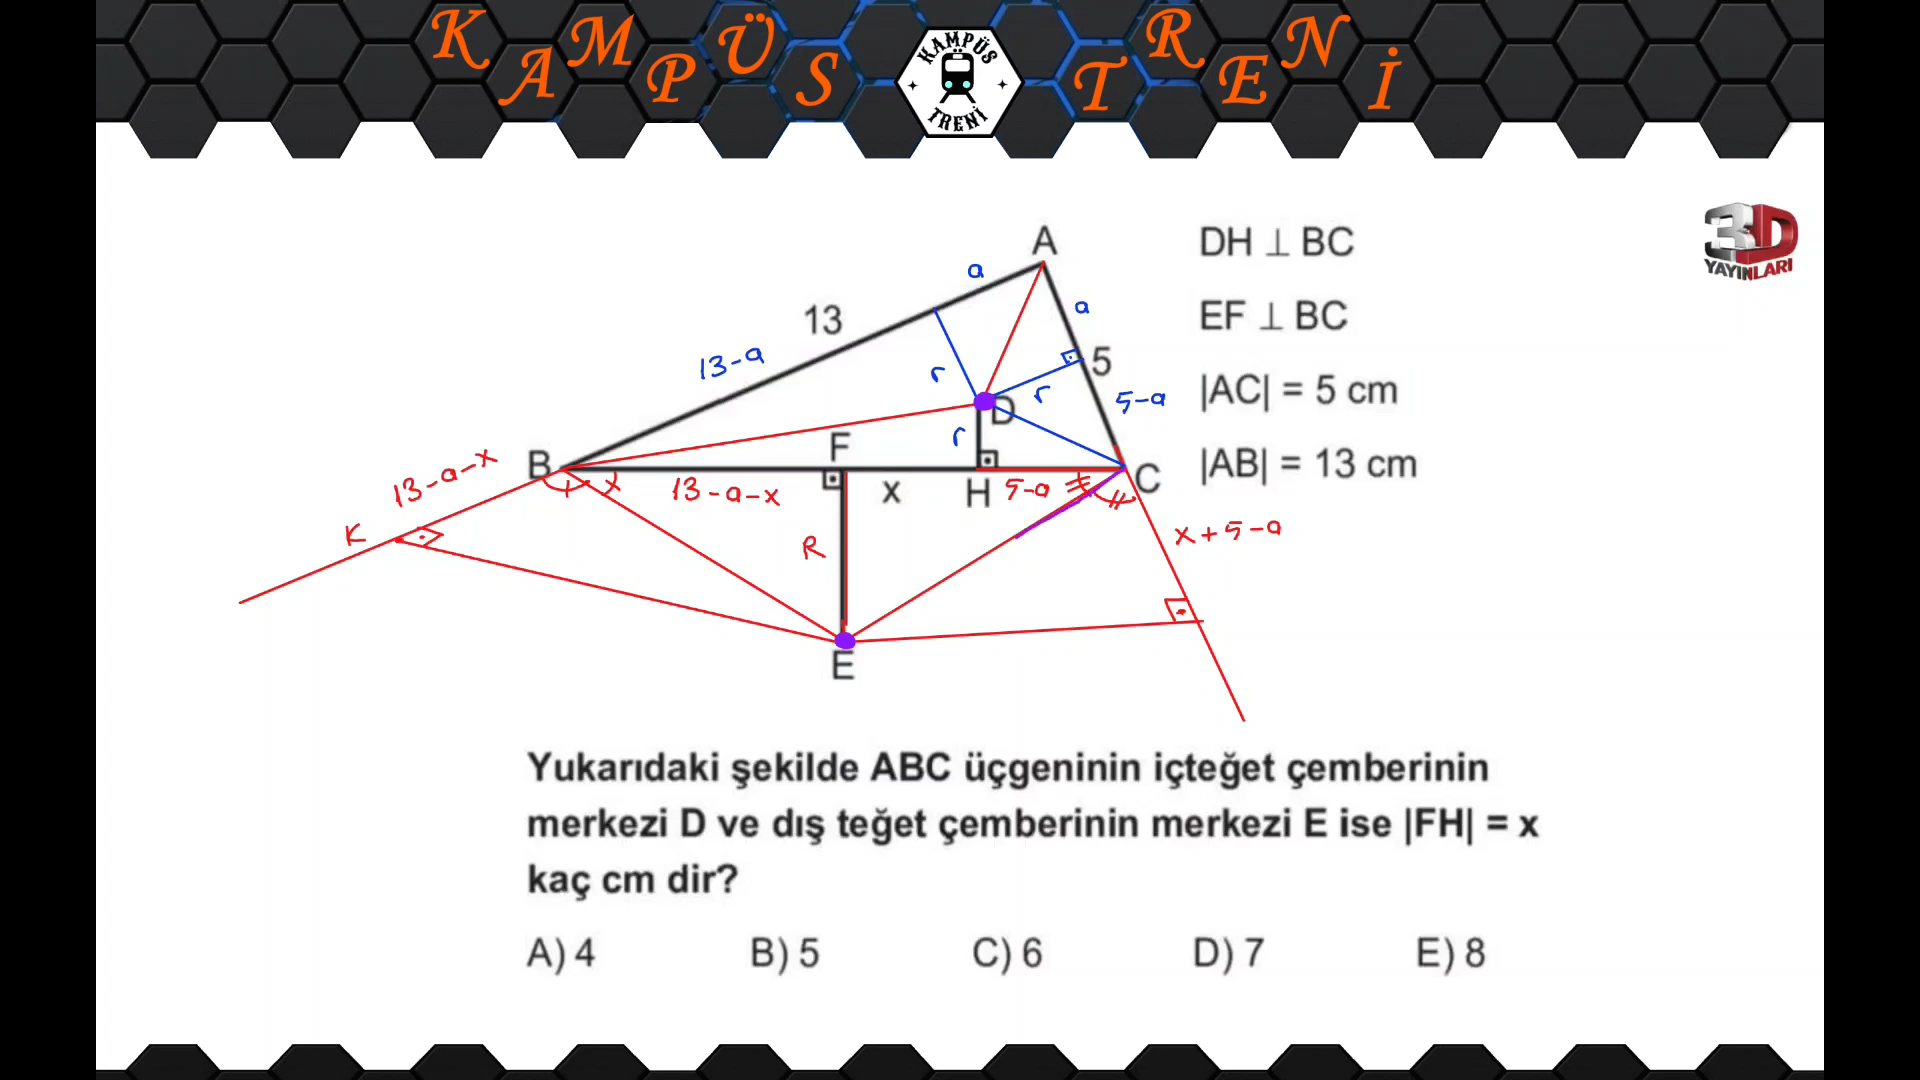 KAMPÜS TRENİ
KAMPÜS
TRENİ
3D
YAYINLARI
A
DH ⊥ BC
a
a
EF ⊥ BC
13
13-a
5
r
r
5-a
|AC| = 5 cm
D
r
F
B
|AB| = 13 cm
13-a-x
13-a-x
x
H
5-a
C
K
R
x+5-a
E
Yukarıdaki şekilde ABC üçgeninin içteğet çemberinin
merkezi D ve dış teğet çemberinin merkezi E ise |FH| = x
kaç cm dir?
A) 4 B) 5 C) 6 D) 7 E) 8